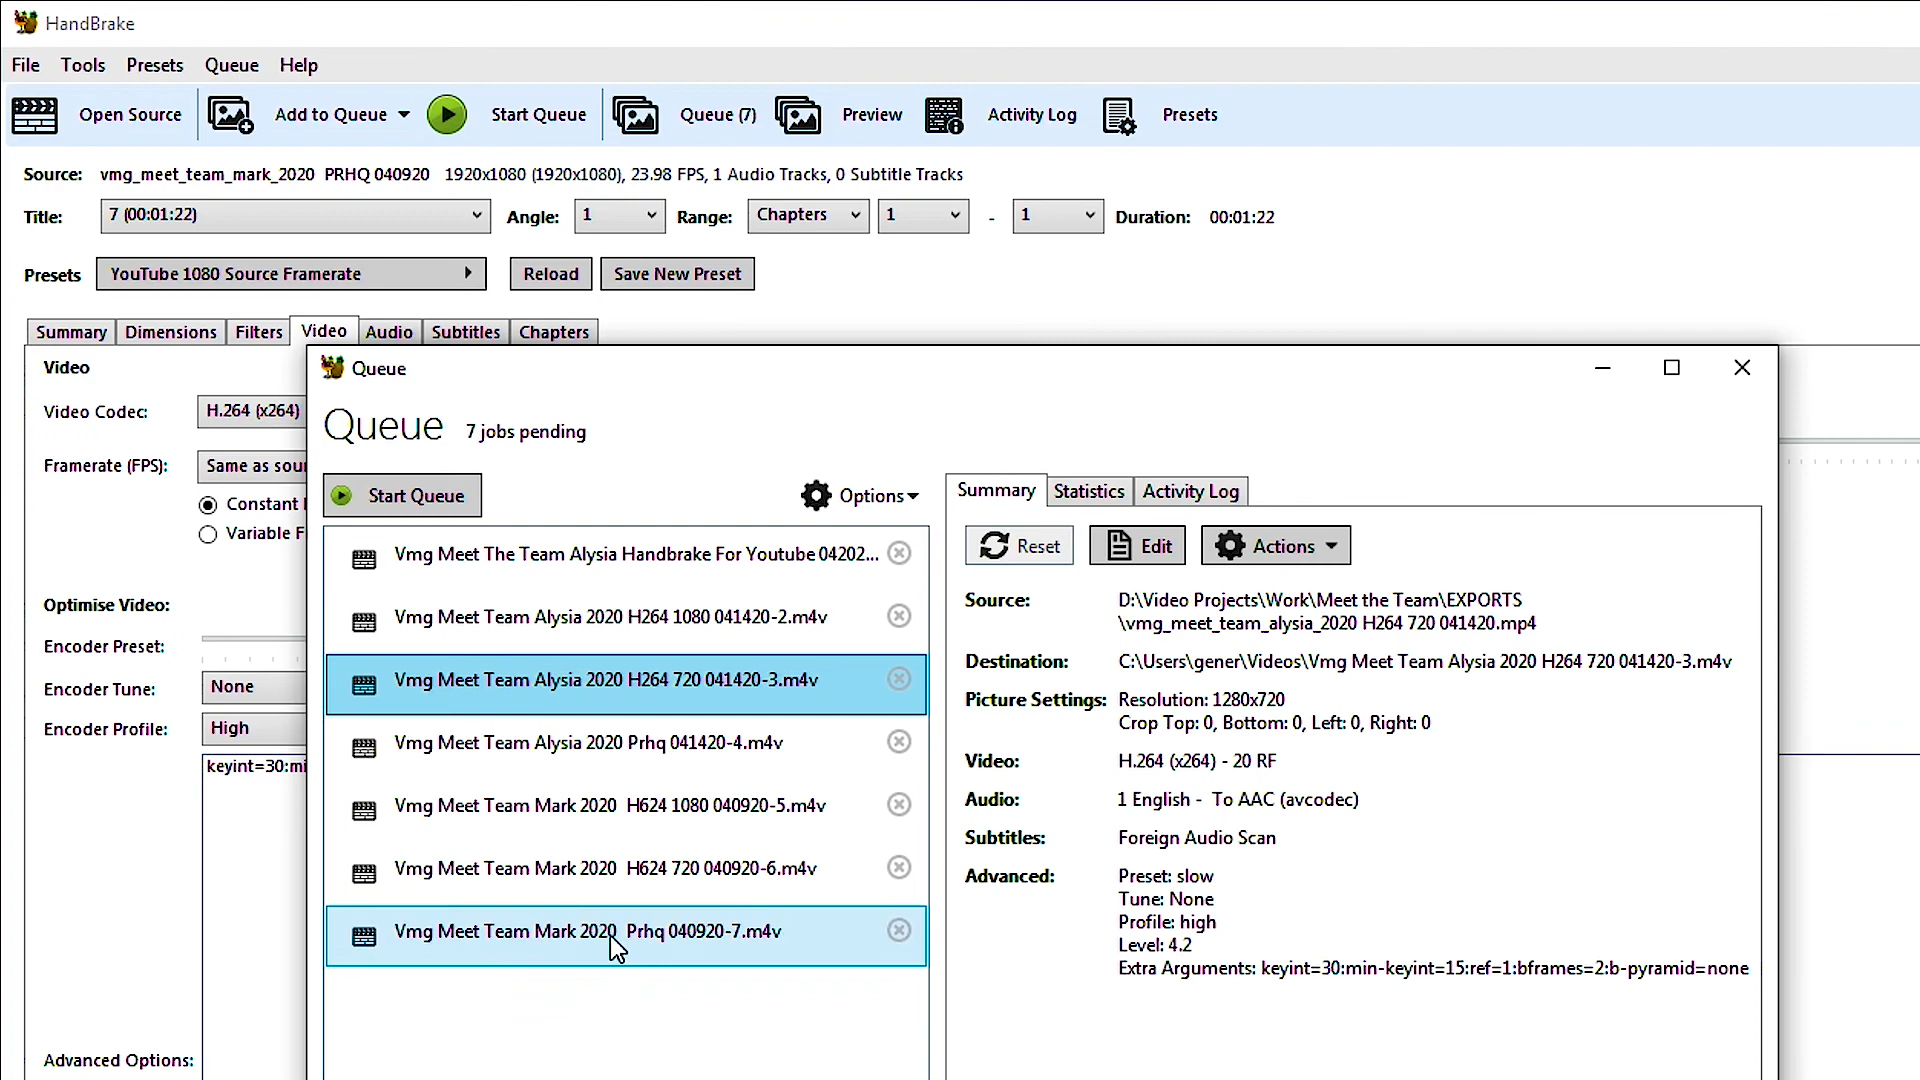 HandBrake
File Tools Presets Queue Help
Open Source Add to Queue Start Queue Queue (7) Preview Activity Log Presets
Source: vmg_meet_team_mark_2020 PRHQ 040920 1920x1080 (1920x1080), 23.98 FPS, 1 Audio Tracks, 0 Subtitle Tracks
Title: 7 (00:01:22) Angle: 1 Range: Chapters 1 - 1 Duration: 00:01:22
Presets YouTube 1080 Source Framerate Reload Save New Preset
Summary Dimensions Filters Video Audio Subtitles Chapters
Video
Video Codec: H.264 (x264)
Framerate (FPS): Same as sou
Constant
Variable F
Optimise Video:
Encoder Preset:
Encoder Tune: None
Encoder Profile: High
keyint=30:mi
Advanced Options:
Queue
Queue 7 jobs pending
Start Queue Options
Vmg Meet The Team Alysia Handbrake For Youtube 04202...
Vmg Meet Team Alysia 2020 H264 1080 041420-2.m4v
Vmg Meet Team Alysia 2020 H264 720 041420-3.m4v
Vmg Meet Team Alysia 2020 Prhq 041420-4.m4v
Vmg Meet Team Mark 2020 H624 1080 040920-5.m4v
Vmg Meet Team Mark 2020 H624 720 040920-6.m4v
Vmg Meet Team Mark 2020 Prhq 040920-7.m4v
Summary Statistics Activity Log
Reset Edit Actions
Source: D:\Video Projects\Work\Meet the Team\EXPORTS
\vmg_meet_team_alysia_2020 H264 720 041420.mp4
Destination: C:\Users\gener\Videos\Vmg Meet Team Alysia 2020 H264 720 041420-3.m4v
Picture Settings: Resolution: 1280x720
Crop Top: 0, Bottom: 0, Left: 0, Right: 0
Video: H.264 (x264) - 20 RF
Audio: 1 English - To AAC (avcodec)
Subtitles: Foreign Audio Scan
Advanced: Preset: slow
Tune: None
Profile: high
Level: 4.2
Extra Arguments: keyint=30:min-keyint=15:ref=1:bframes=2:b-pyramid=none